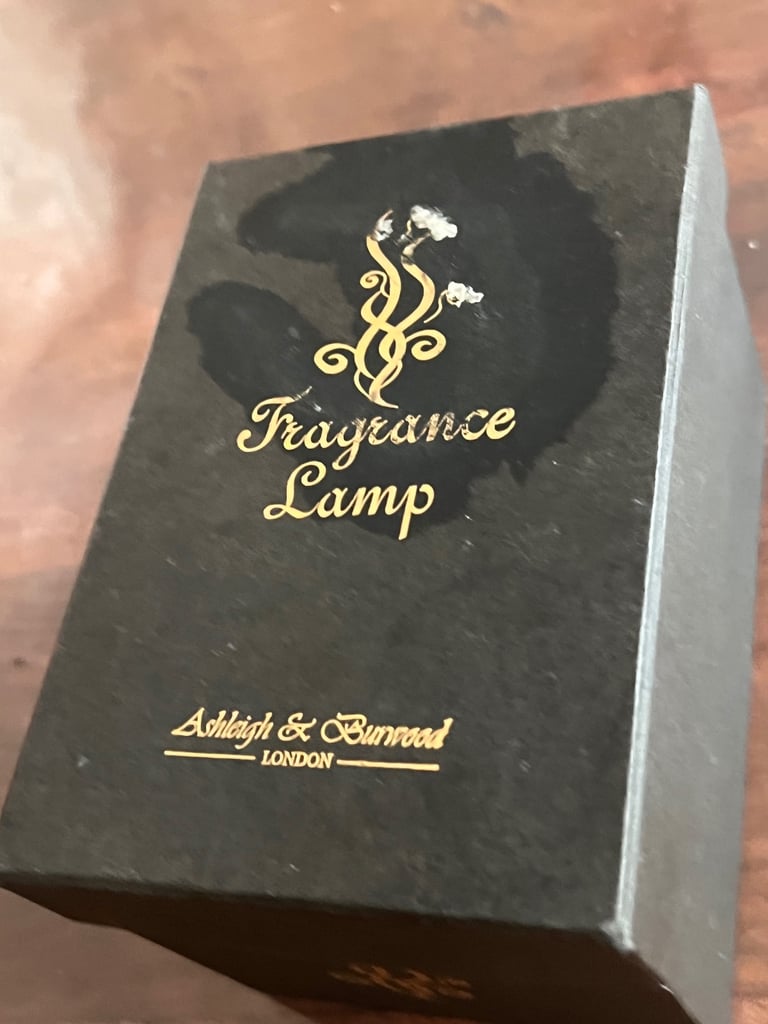 Fragrance
Lamp
Ashleigh & Burwood
LONDON